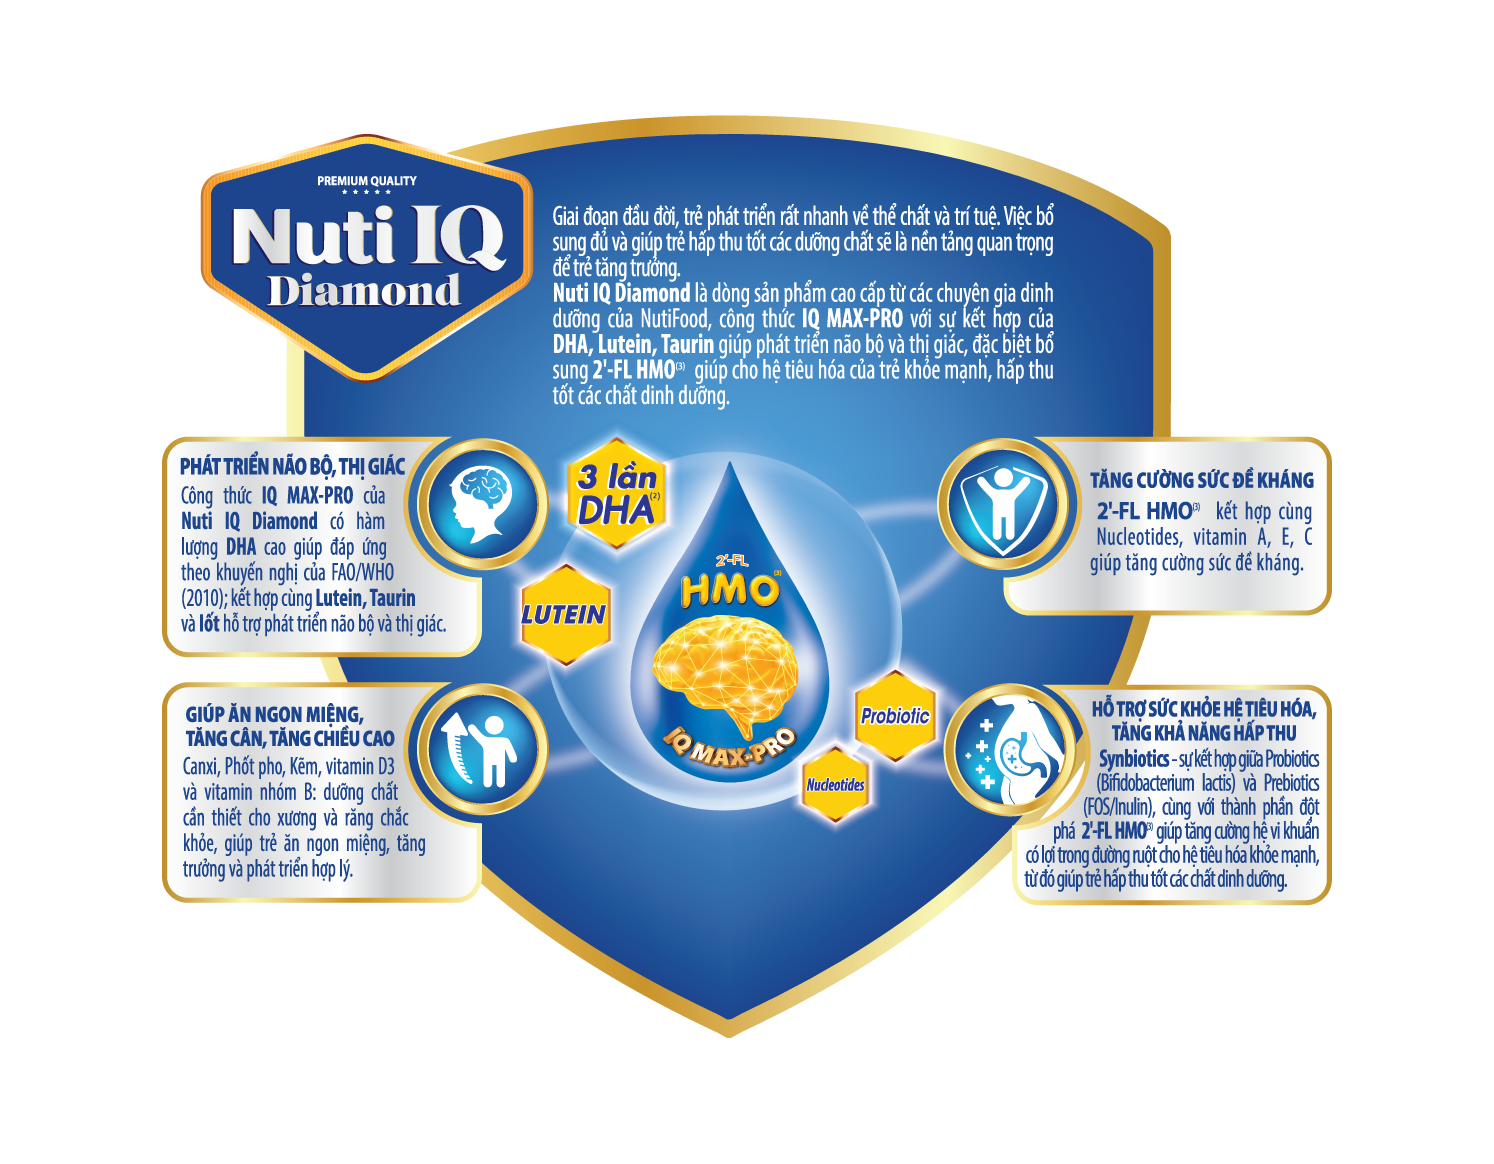 PREMIUM QUALITY
Nuti IQ
Diamond
Giai đoạn đầu đời, trẻ phát triển rất nhanh về thể chất và trí tuệ. Việc bổ
sung đủ và giúp trẻ hấp thu tốt các dưỡng chất sẽ là nền tảng quan trọng
để trẻ tăng trưởng.
Nuti IQ Diamond là dòng sản phẩm cao cấp từ các chuyên gia dinh
dưỡng của NutiFood, công thức IQ MAX-PRO với sự kết hợp của
DHA, Lutein, Taurin giúp phát triển não bộ và thị giác, đặc biệt bổ
sung 2'-FL HMO(3) giúp cho hệ tiêu hóa của trẻ khỏe mạnh, hấp thu
tốt các chất dinh dưỡng.
PHÁT TRIỂN NÃO BỘ, THỊ GIÁC
Công thức IQ MAX-PRO của
Nuti IQ Diamond có hàm
lượng DHA cao giúp đáp ứng
theo khuyến nghị của FAO/WHO
(2010); kết hợp cùng Lutein, Taurin
và Iốt hỗ trợ phát triển não bộ và thị giác.
3 lần
DHA(2)
LUTEIN
2'-FL
HMO(3)
IQ MAX-PRO
Probiotic
Nucleotides
TĂNG CƯỜNG SỨC ĐỀ KHÁNG
2'-FL HMO(3) kết hợp cùng
Nucleotides, vitamin A, E, C
giúp tăng cường sức đề kháng.
GIÚP ĂN NGON MIỆNG,
TĂNG CÂN, TĂNG CHIỀU CAO
Canxi, Phốt pho, Kẽm, vitamin D3
và vitamin nhóm B: dưỡng chất
cần thiết cho xương và răng chắc
khỏe, giúp trẻ ăn ngon miệng, tăng
trưởng và phát triển hợp lý.
HỖ TRỢ SỨC KHỎE HỆ TIÊU HÓA,
TĂNG KHẢ NĂNG HẤP THU
Synbiotics - sự kết hợp giữa Probiotics
(Bifidobacterium lactis) và Prebiotics
(FOS/Inulin), cùng với thành phần đột
phá 2'-FL HMO(3) giúp tăng cường hệ vi khuẩn
có lợi trong đường ruột cho hệ tiêu hóa khỏe mạnh,
từ đó giúp trẻ hấp thu tốt các chất dinh dưỡng.